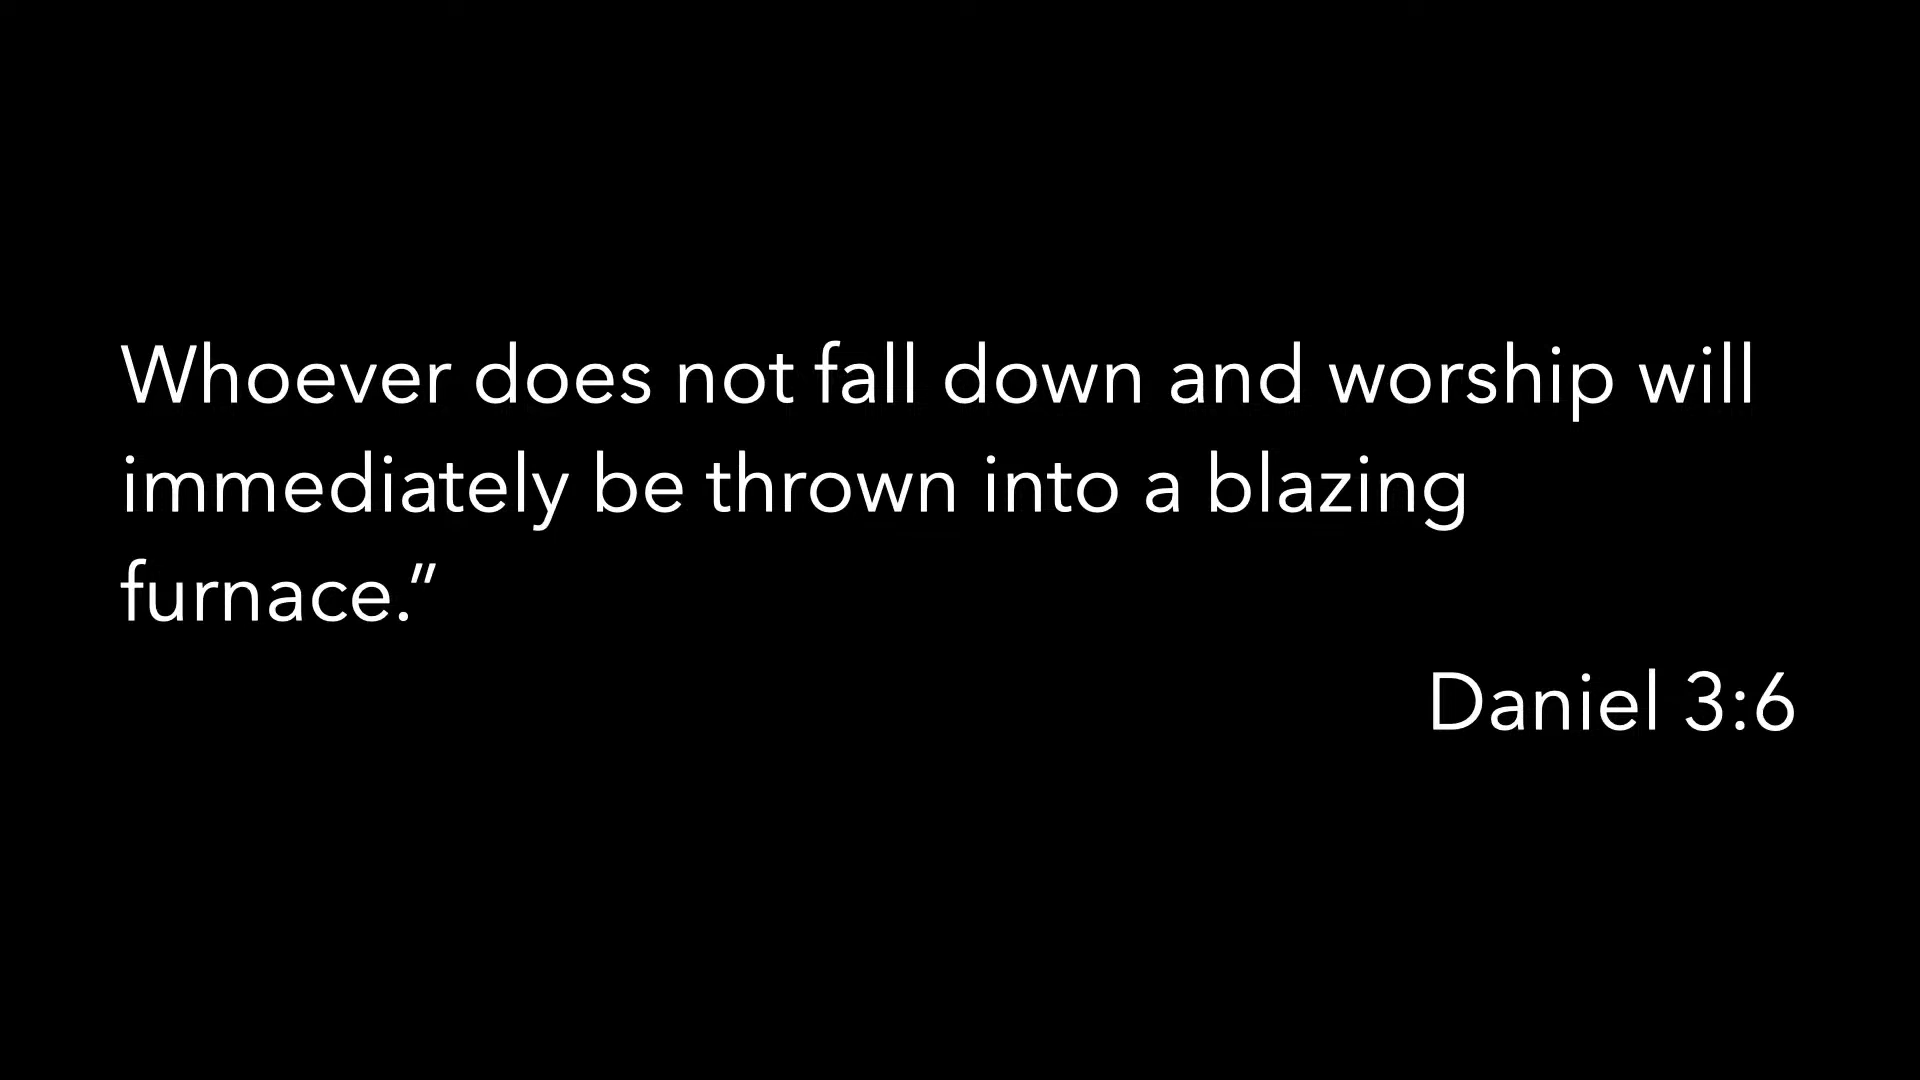 Whoever does not fall down and worship will
immediately be thrown into a blazing
furnace.”
Daniel 3:6